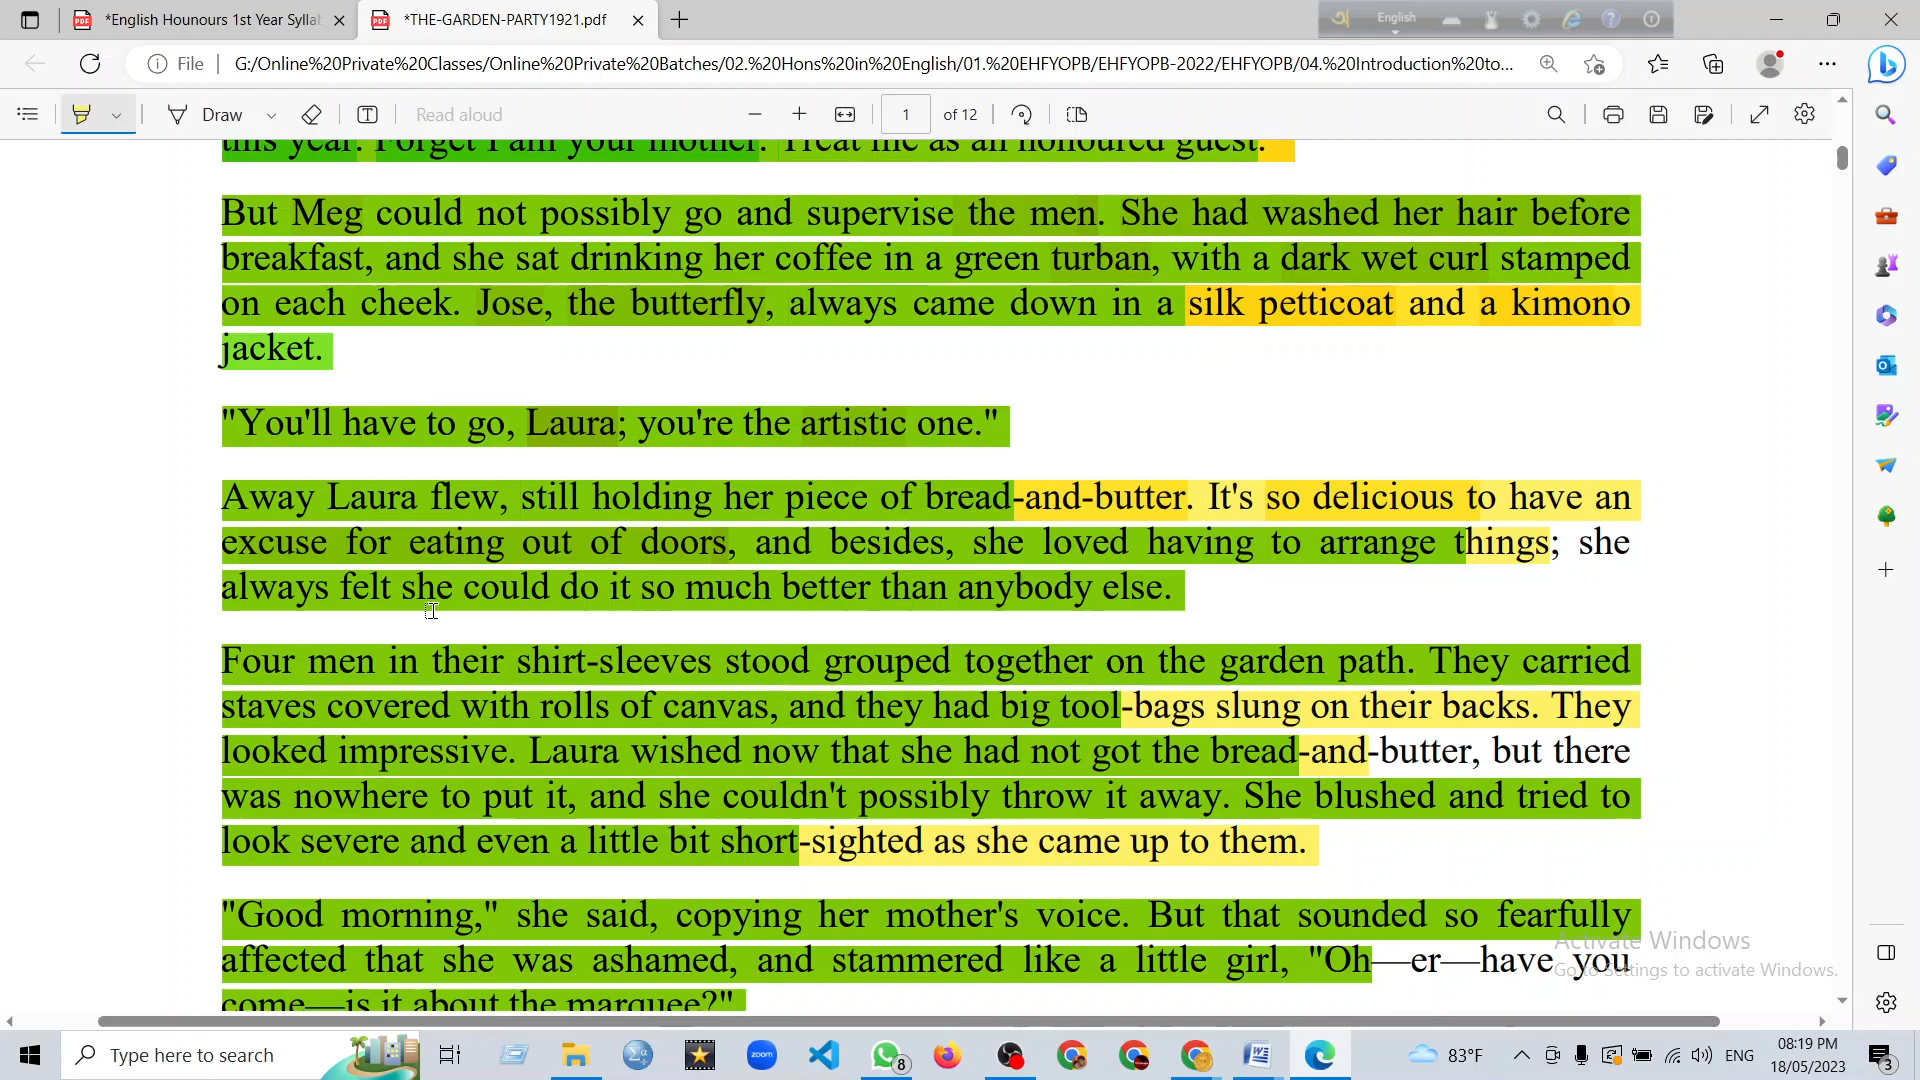 *English Hounours 1st Year Sylla
*THE-GARDEN-PARTY1921.pdf
English
File
G:/Online%20Private%20Classes/Online%20Private%20Batches/02.%20Hons%20in%20English/01.%20EHFYOPB/EHFYOPB-2022/EHFYOPB/04.%20Introduction%20to...
Draw
Read aloud
1 of 12
this year. Forget I am your mother. Treat me as an honoured guest."
But Meg could not possibly go and supervise the men. She had washed her hair before
breakfast, and she sat drinking her coffee in a green turban, with a dark wet curl stamped
on each cheek. Jose, the butterfly, always came down in a silk petticoat and a kimono
jacket.
"You'll have to go, Laura; you're the artistic one."
Away Laura flew, still holding her piece of bread-and-butter. It's so delicious to have an
excuse for eating out of doors, and besides, she loved having to arrange things; she
always felt she could do it so much better than anybody else.
Four men in their shirt-sleeves stood grouped together on the garden path. They carried
staves covered with rolls of canvas, and they had big tool-bags slung on their backs. They
looked impressive. Laura wished now that she had not got the bread-and-butter, but there
was nowhere to put it, and she couldn't possibly throw it away. She blushed and tried to
look severe and even a little bit short-sighted as she came up to them.
"Good morning," she said, copying her mother's voice. But that sounded so fearfully
affected that she was ashamed, and stammered like a little girl, "Oh—er—have you
come—is it about the marquee?"
Activate Windows
Go to Settings to activate Windows.
Type here to search
zoom
8
83°F
ENG
08:19 PM
18/05/2023
3